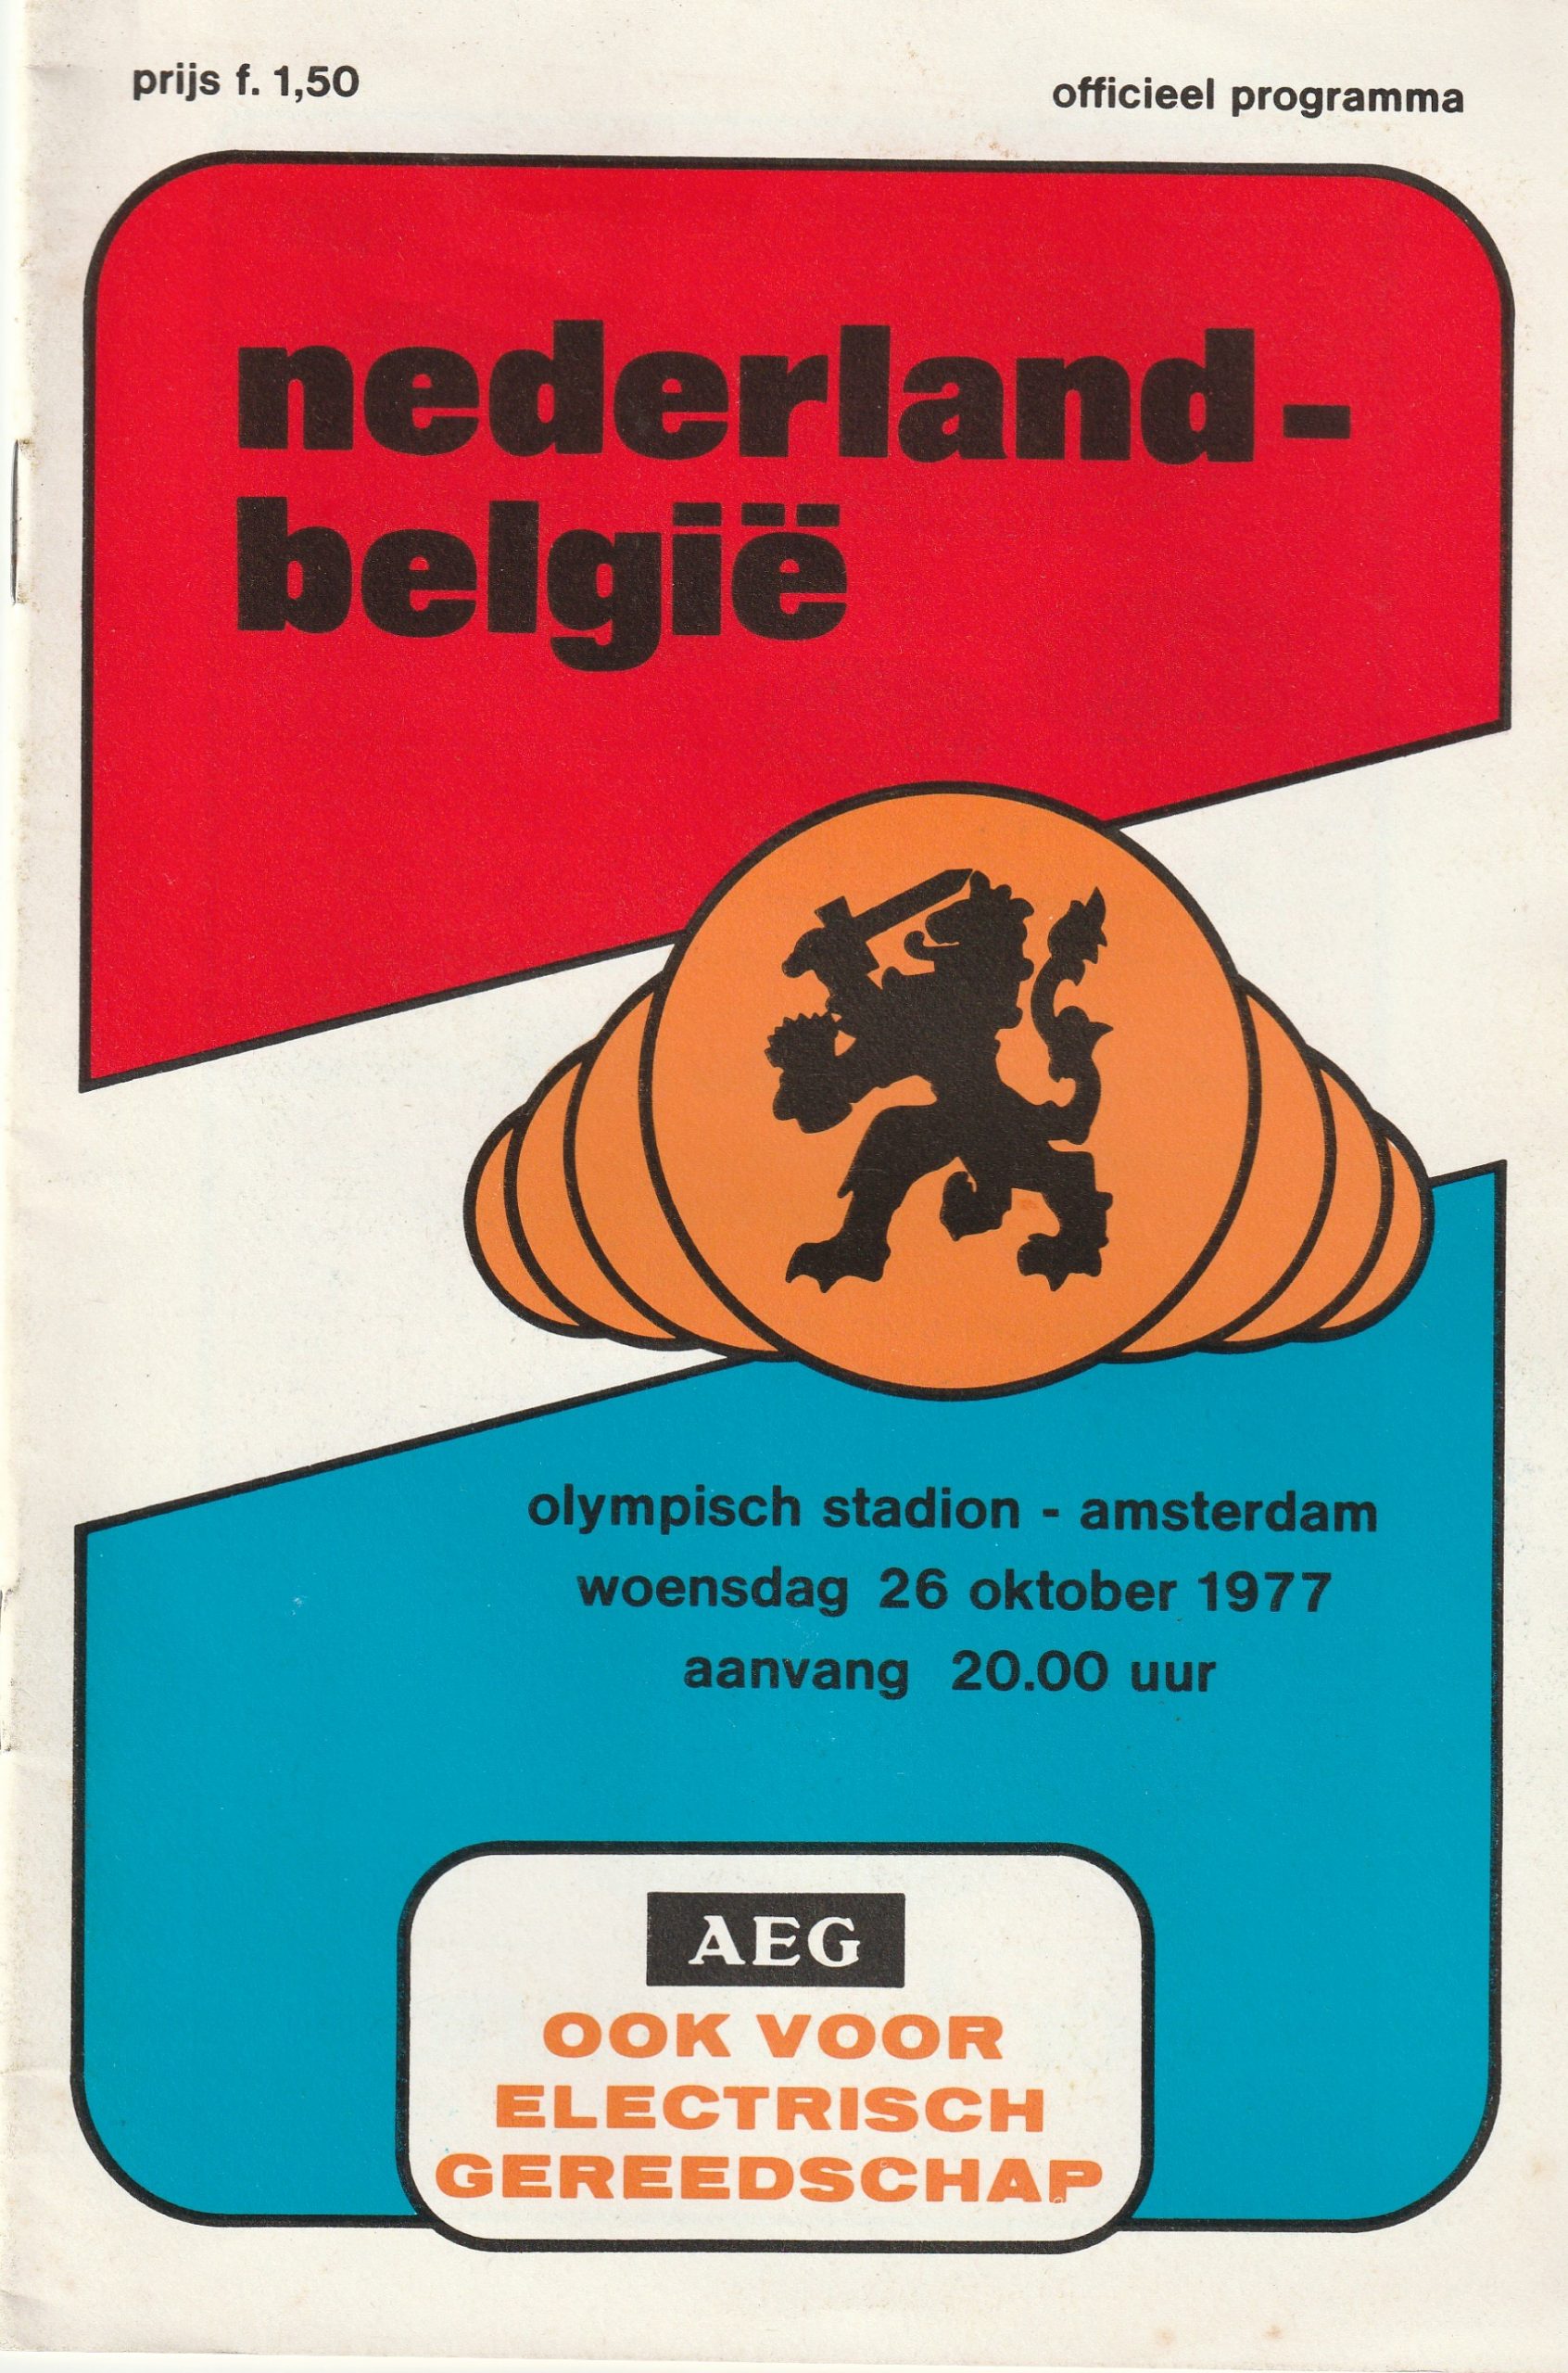 prijs f. 1,50
officieel programma
nederland -
belgië
olympisch stadion - amsterdam
woensdag 26 oktober 1977
aanvang 20.00 uur
AEG
OOK VOOR
ELECTRISCH
GEREEDSCHAP